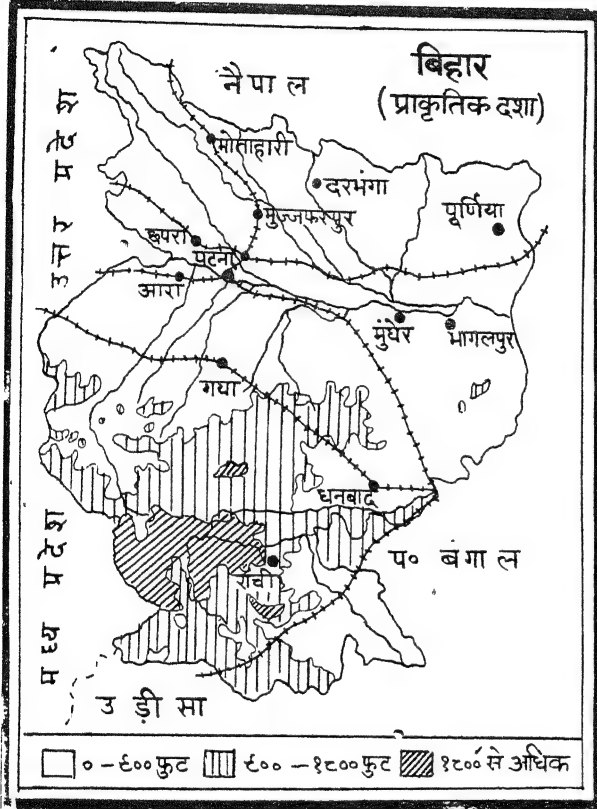 बिहार
(प्राकृतिक दशा)
नैपाल
उत्तर प्रदेश
मोताहारी
दरभंगा
पूर्णिया
मुज्जफरपुर
छपरा
पटना
आरा
मुंघेर
भागलपुर
गया
धनबाद
प० बंगाल
राँची
मध्य प्रदेश
उड़ीसा
०-६०० फुट ६००-१८०० फुट १८०० से अधिक